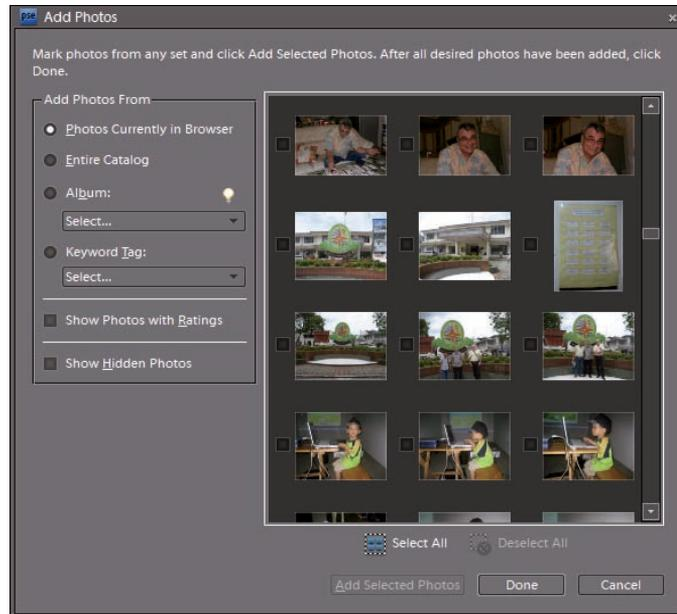 pse Add Photos
Mark photos from any set and click Add Selected Photos. After all desired photos have been added, click
Done.
Add Photos From
Photos Currently in Browser
Entire Catalog
Album:
Select...
Keyword Tag:
Select...
Show Photos with Ratings
Show Hidden Photos
Select All
Deselect All
Add Selected Photos
Done
Cancel